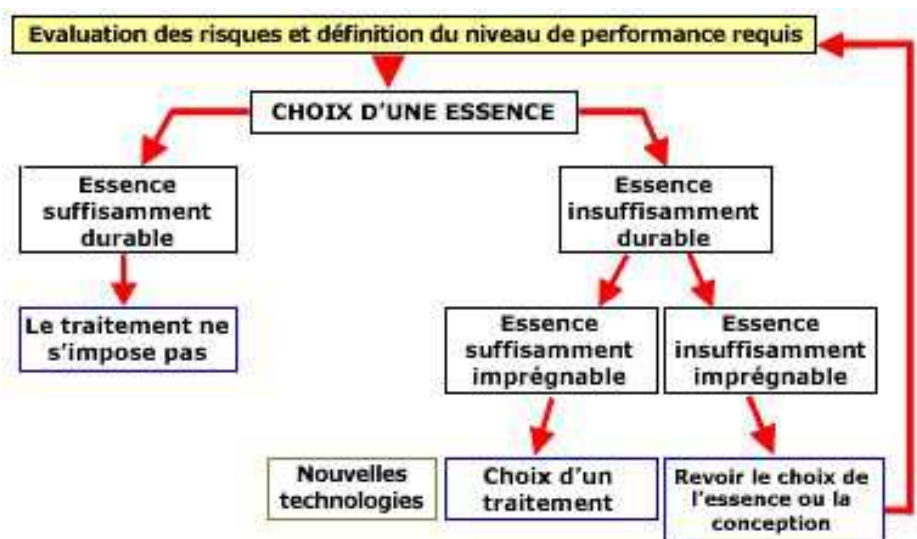 Evaluation des risques et définition du niveau de performance requis
CHOIX D'UNE ESSENCE
Essence
suffisamment
durable
Essence
insuffisamment
durable
Le traitement ne
s'impose pas
Essence
suffisamment
imprégnable
Essence
insuffisamment
imprégnable
Nouvelles
technologies
Choix d'un
traitement
Revoir le choix de
l'essence ou la
conception